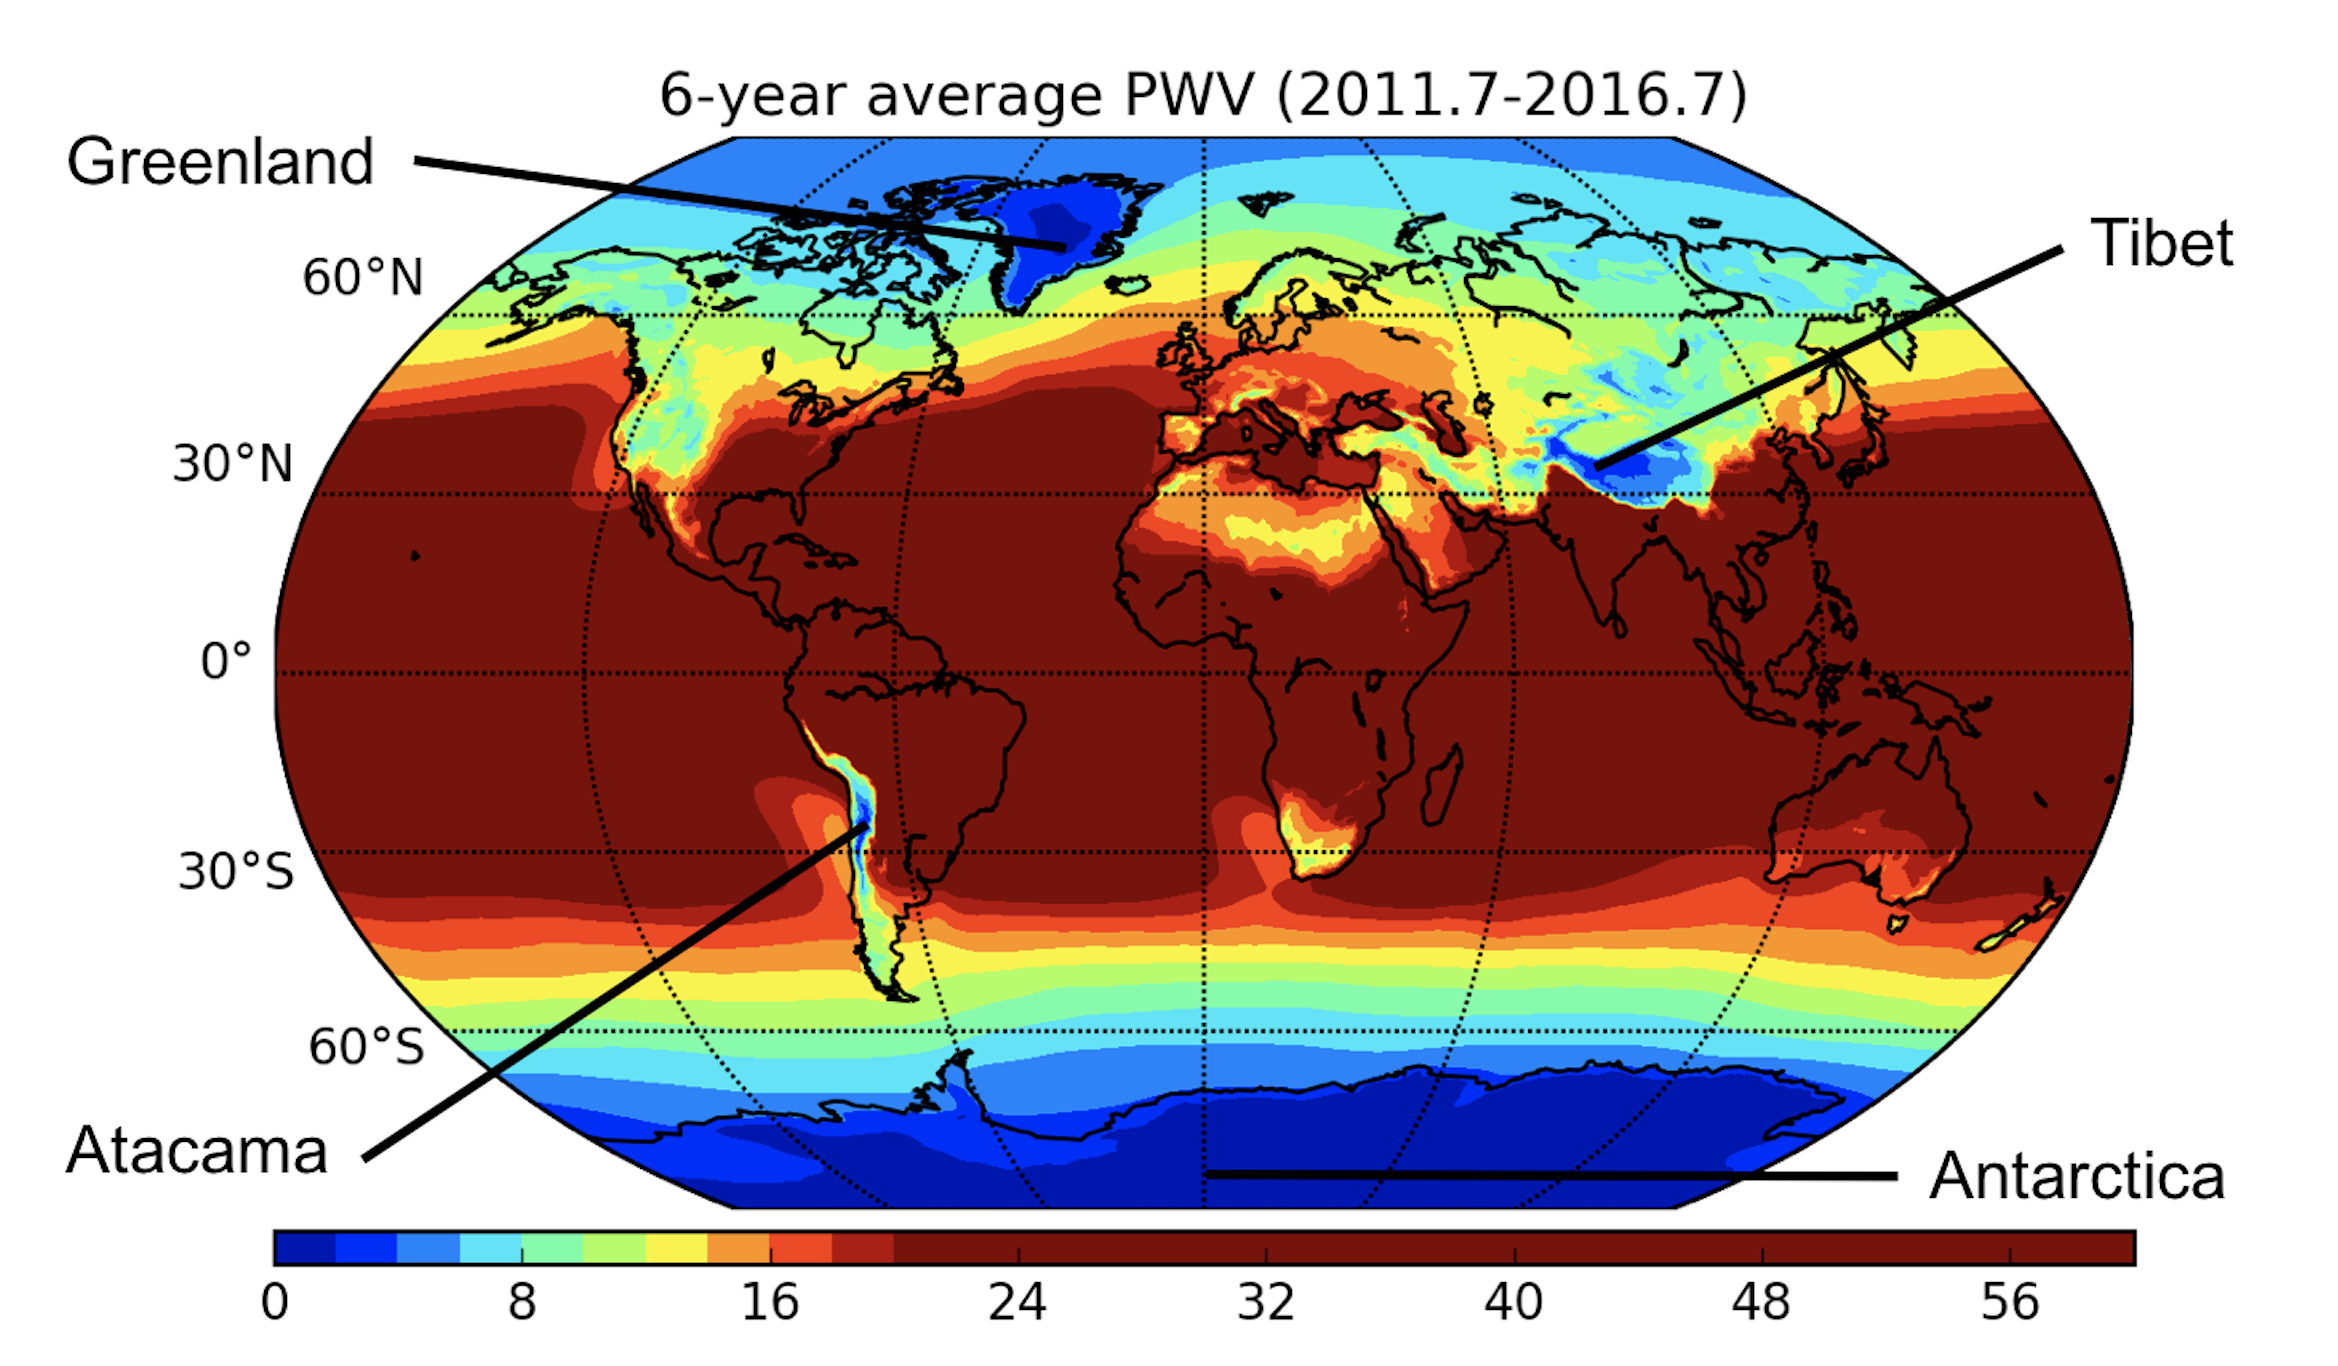 6-year average PWV (2011.7-2016.7)
Greenland
Tibet
60°N
30°N
0°
30°S
60°S
Atacama
Antarctica
0 8 16 24 32 40 48 56